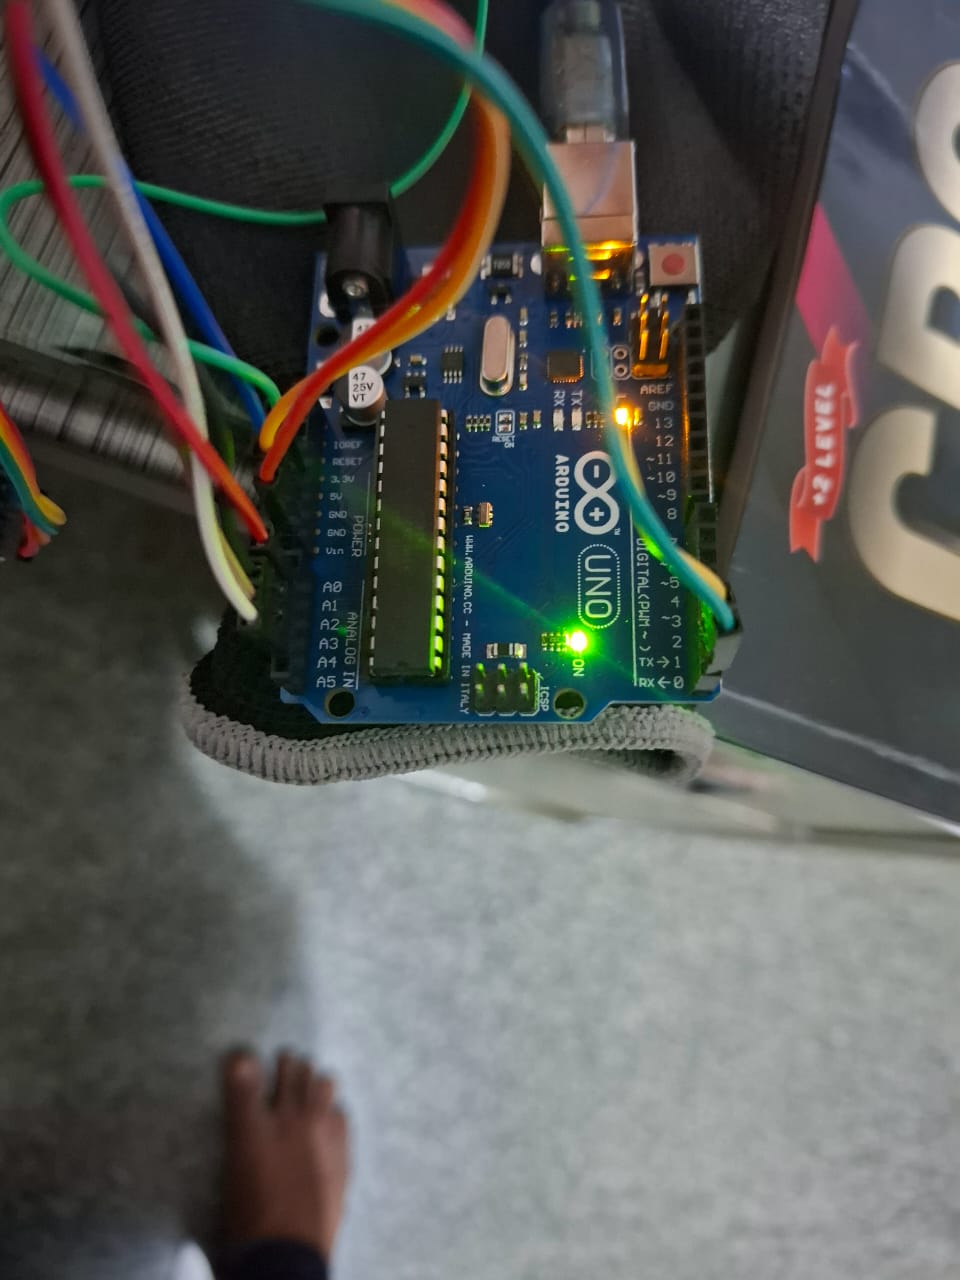 47
25V
VT
RX
TX
RESET
ON
AREF
GND
13
12
~11
~10
~9
8
~5
4
~3
2
TX→1
RX←0
DIGITAL(PWM~)
IOREF
RESET
3.3V
5V
GND
GND
Vin
POWER
A0
A1
A2
A3
A4
A5
ANALOG IN
WWW.ARDUINO.CC - MADE IN ITALY
ARDUINO
TM
UNO
ON
ICSP
+2 LEVEL